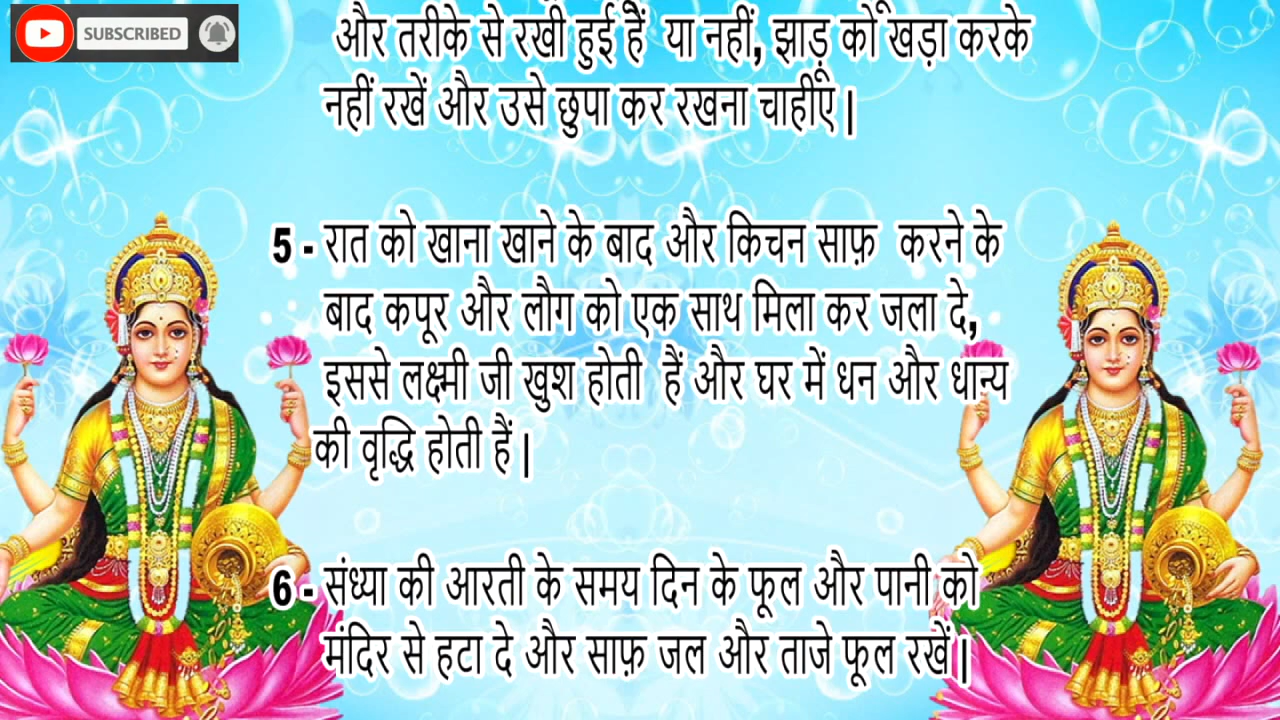 SUBSCRIBED
और तरीके से रखी हुई हैं या नहीं, झाड़ू को खड़ा करके
नहीं रखें और उसे छुपा कर रखना चाहीए |
5 - रात को खाना खाने के बाद और किचन साफ़ करने के
बाद कपूर और लौग को एक साथ मिला कर जला दे,
इससे लक्ष्मी जी खुश होती हैं और घर में धन और धान्य
की वृद्धि होती हैं |
6 - संध्या की आरती के समय दिन के फूल और पानी को
मंदिर से हटा दे और साफ़ जल और ताजे फूल रखें |